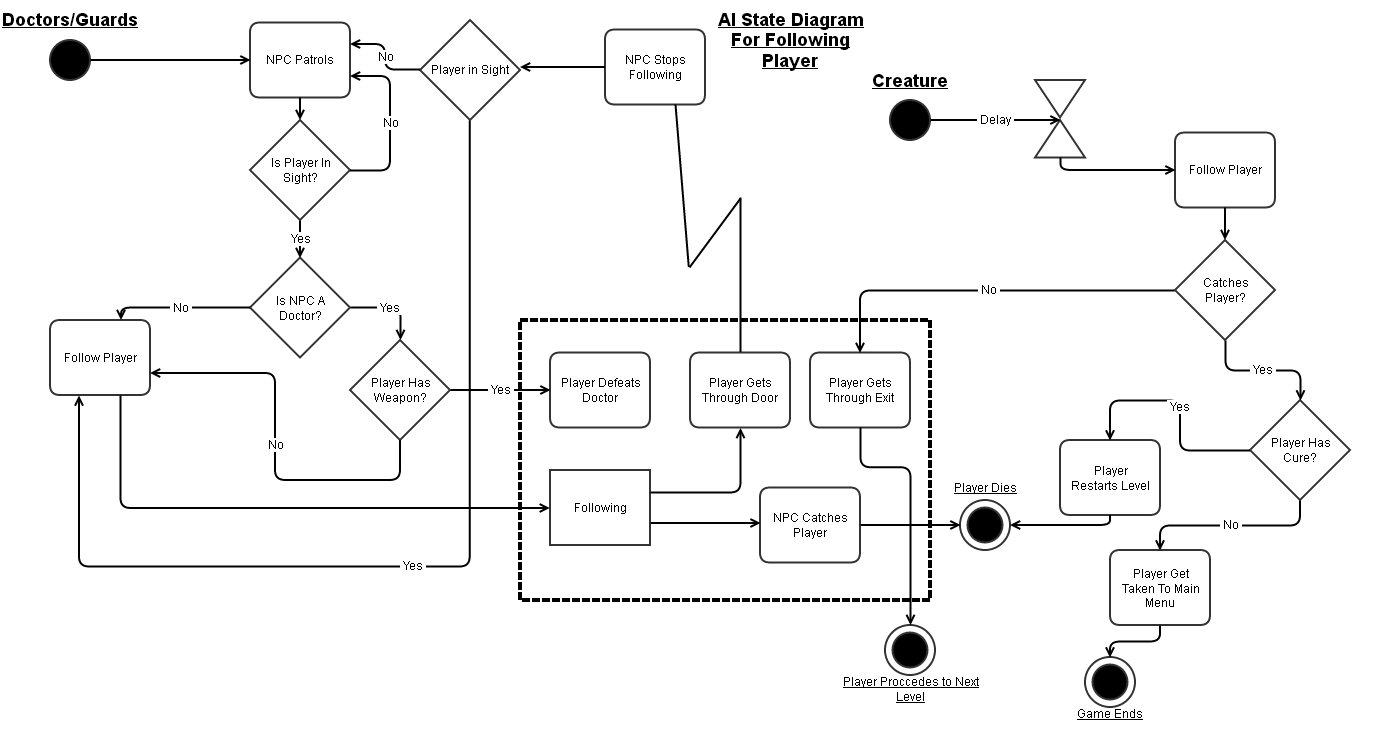 Doctors/Guards
AI State Diagram
For Following
Player
NPC Patrols
No
Player in Sight
NPC Stops
Following
Creature
Delay
No
Is Player In
Sight?
Follow Player
Yes
Catches
Player?
No
Is NPC A
Doctor?
No
Yes
Follow Player
Player Has
Weapon?
Yes
Player Defeats
Doctor
Player Gets
Through Door
Player Gets
Through Exit
Yes
Yes
No
Player Has
Cure?
Player
Restarts Level
Player Dies
Following
NPC Catches
Player
No
Yes
Player Get
Taken To Main
Menu
Player Proccedes to Next
Level
Game Ends